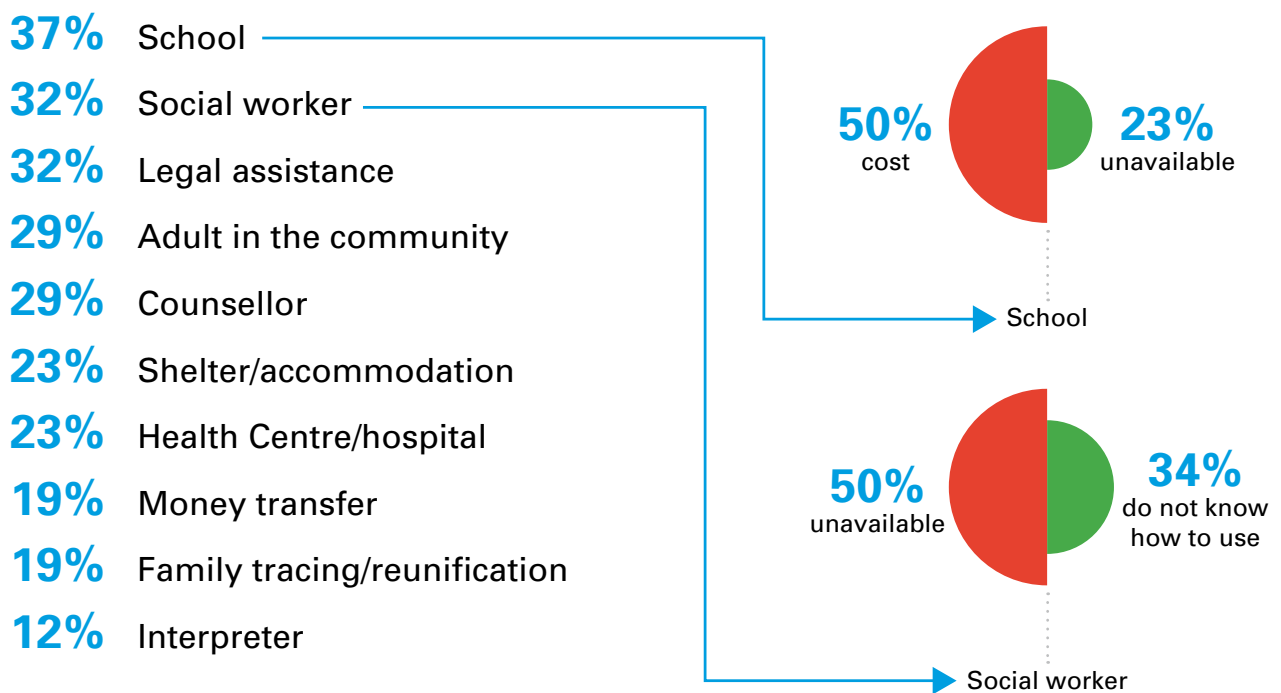 37% School
32% Social worker
32% Legal assistance
29% Adult in the community
29% Counsellor
23% Shelter/accommodation
23% Health Centre/hospital
19% Money transfer
19% Family tracing/reunification
12% Interpreter
50%
cost
23%
unavailable
School
50%
unavailable
34%
do not know
how to use
Social worker